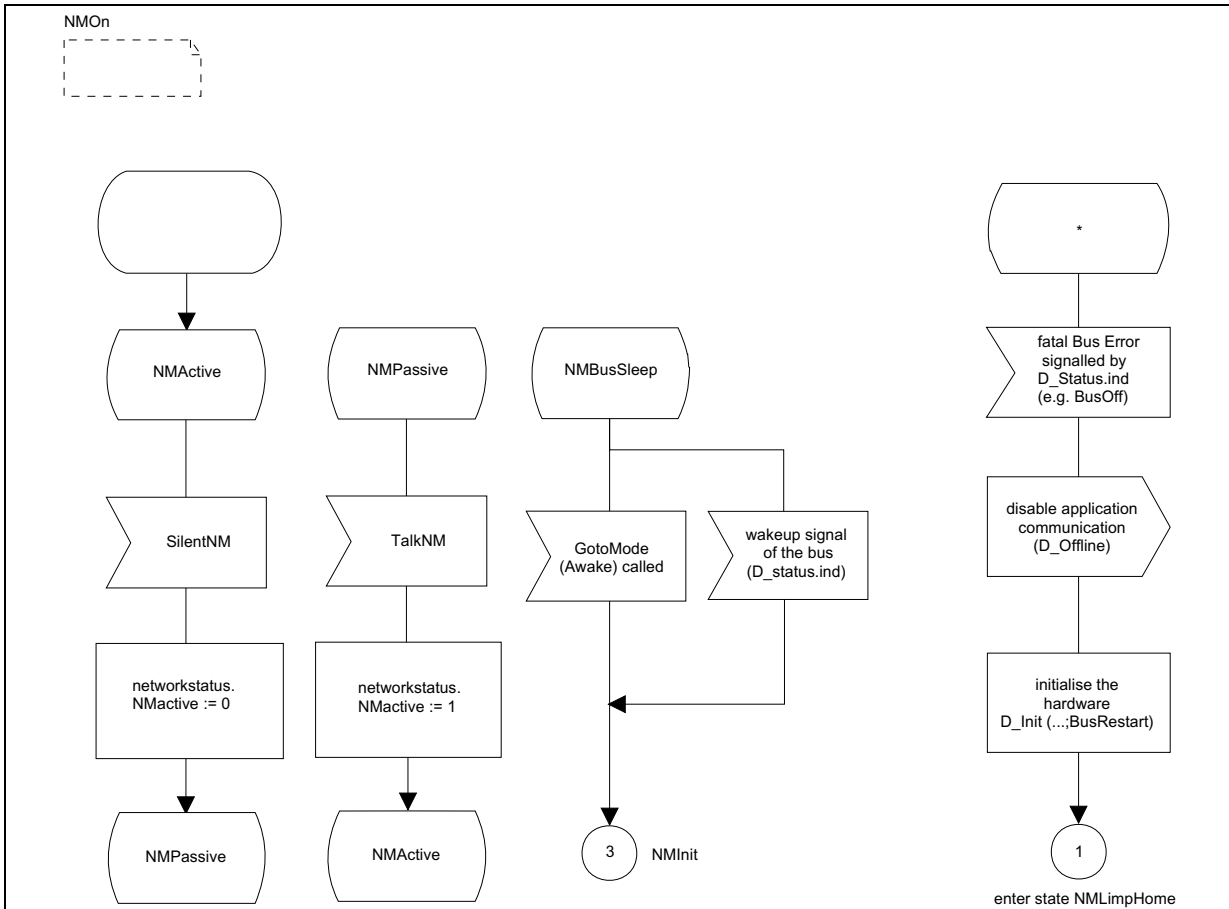 NMOn
*
NMActive
NMPassive
NMBusSleep
fatal Bus Error
signalled by
D_Status.ind
(e.g. BusOff)
SilentNM
TalkNM
GotoMode
(Awake) called
wakeup signal
of the bus
(D_status.ind)
disable application
communication
(D_Offline)
networkstatus.
NMactive := 0
networkstatus.
NMactive := 1
initialise the
hardware
D_Init (...;BusRestart)
NMPassive
NMActive
3
NMInit
1
enter state NMLimpHome